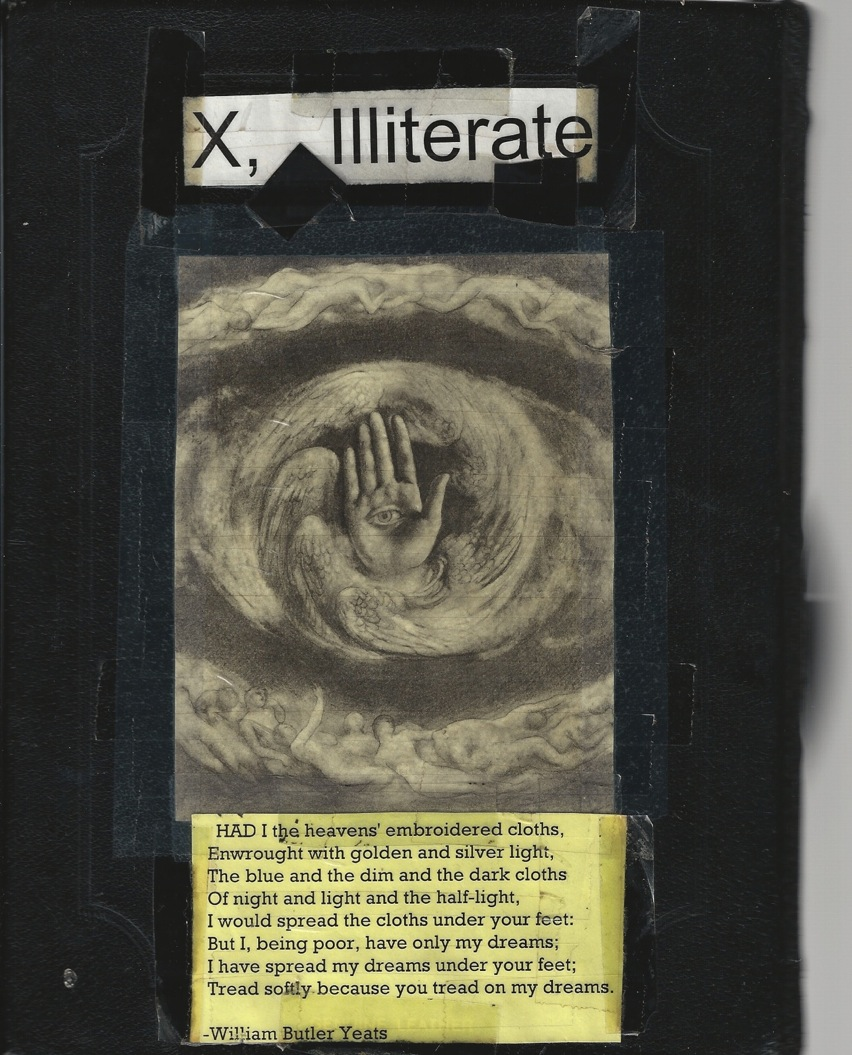 X, Illiterate
HAD I the heavens' embroidered cloths,
Enwrought with golden and silver light,
The blue and the dim and the dark cloths
Of night and light and the half-light,
I would spread the cloths under your feet:
But I, being poor, have only my dreams;
I have spread my dreams under your feet;
Tread softly because you tread on my dreams.
-William Butler Yeats